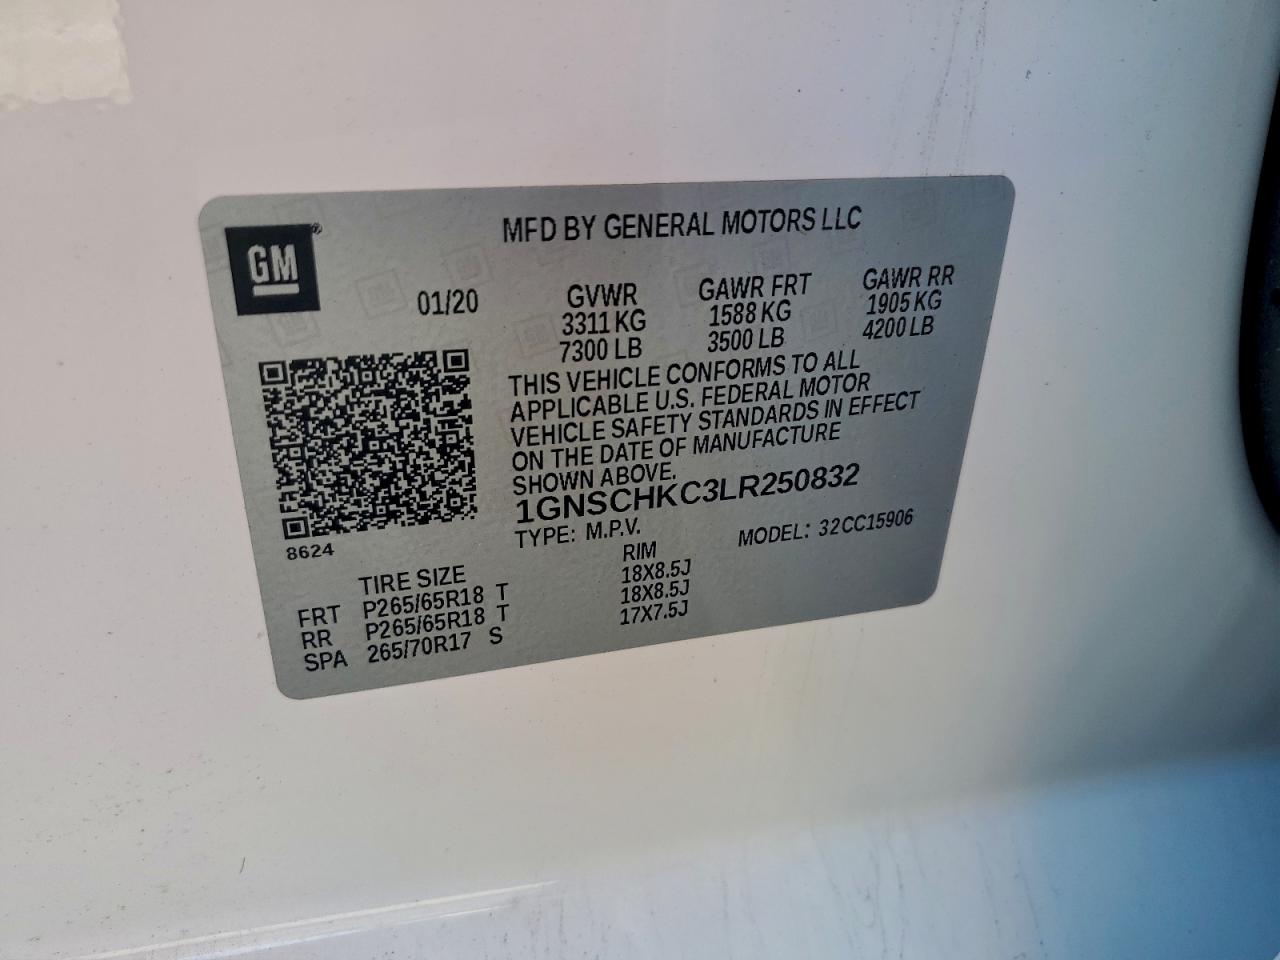 GM®
MFD BY GENERAL MOTORS LLC
01/20
GVWR GAWR FRT GAWR RR
3311 KG 1588 KG 1905 KG
7300 LB 3500 LB 4200 LB
THIS VEHICLE CONFORMS TO ALL
APPLICABLE U.S. FEDERAL MOTOR
VEHICLE SAFETY STANDARDS IN EFFECT
ON THE DATE OF MANUFACTURE
SHOWN ABOVE.
1GNSCHKC3LR250832
8624
TYPE: M.P.V. MODEL: 32CC15906
TIRE SIZE RIM
FRT P265/65R18 T 18X8.5J
RR P265/65R18 T 18X8.5J
SPA 265/70R17 S 17X7.5J